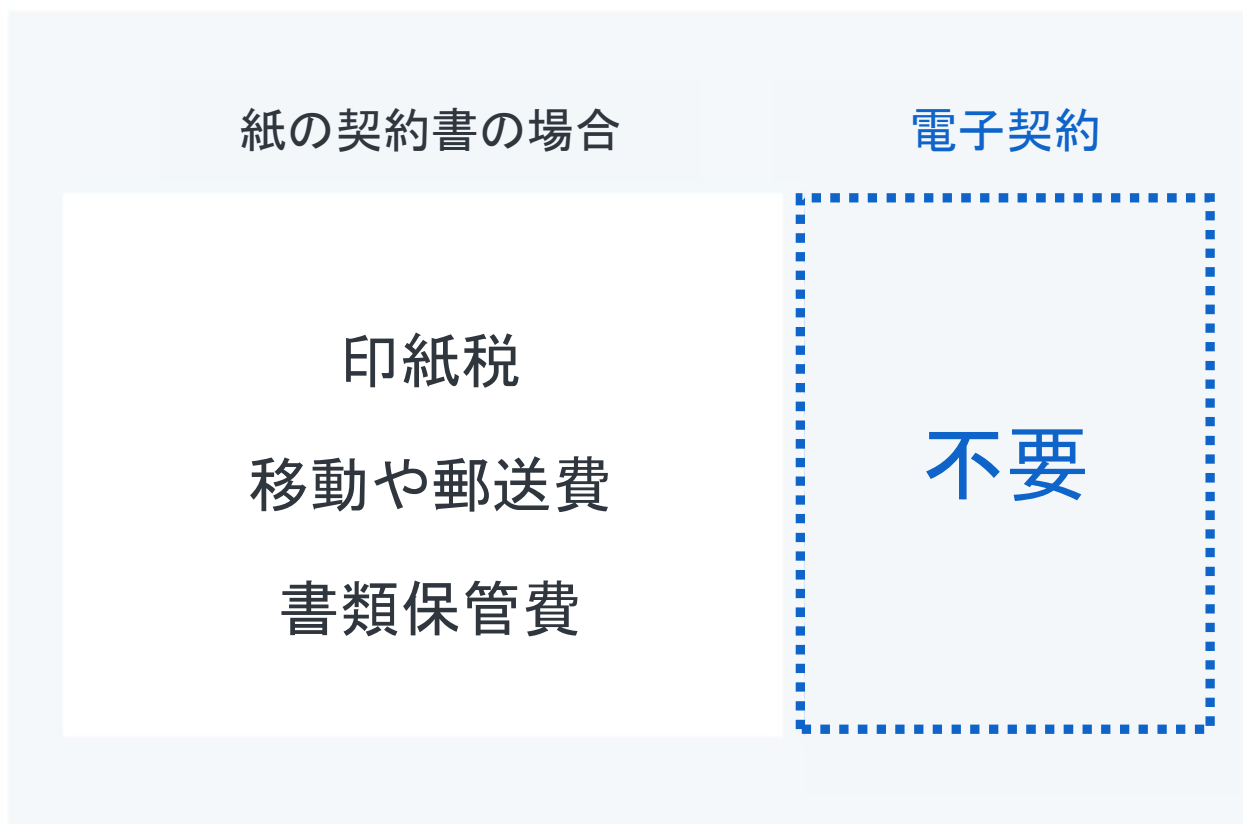 紙の契約書の場合
電子契約
印紙税
移動や郵送費
書類保管費
不要